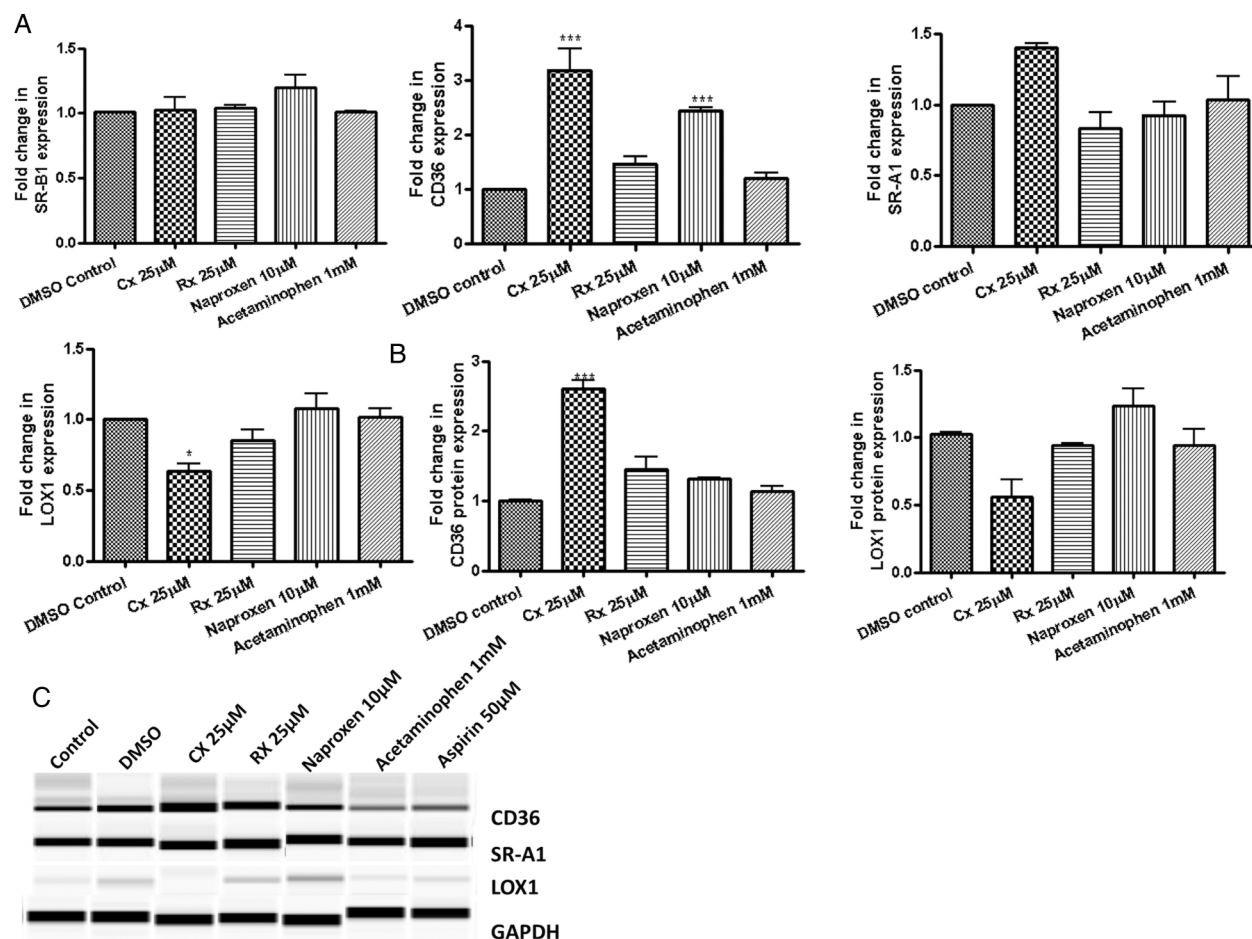 A
Fold change in
SR-B1 expression
1.5
1.0
0.5
0.0
DMSO Control
Cx 25µM
Rx 25µM
Naproxen 10µM
Acetaminophen 1mM
Fold change in
CD36 expression
4
3
2
1
0
***
***
DMSO control
Cx 25µM
Rx 25µM
Naproxen 10µM
Acetaminophen 1mM
Fold change in
SR-A1 expression
1.5
1.0
0.5
0.0
DMSO control
Cx 25µM
Rx 25µM
Naproxen 10µM
Acetaminophen 1mM
Fold change in
LOX1 expression
1.5
1.0
0.5
0.0
*
DMSO Control
Cx 25µM
Rx 25µM
Naproxen 10µM
Acetaminophen 1mM
B
Fold change in
CD36 protein expression
3
2
1
0
***
DMSO control
Cx 25µM
Rx 25µM
Naproxen 10µM
Acetaminophen 1mM
Fold change in
LOX1 protein expression
1.5
1.0
0.5
0.0
DMSO control
Cx 25µM
Rx 25µM
Naproxen 10µM
Acetaminophen 1mM
C
Control
DMSO
CX 25µM
RX 25µM
Naproxen 10µM
Acetaminophen 1mM
Aspirin 50µM
CD36
SR-A1
LOX1
GAPDH